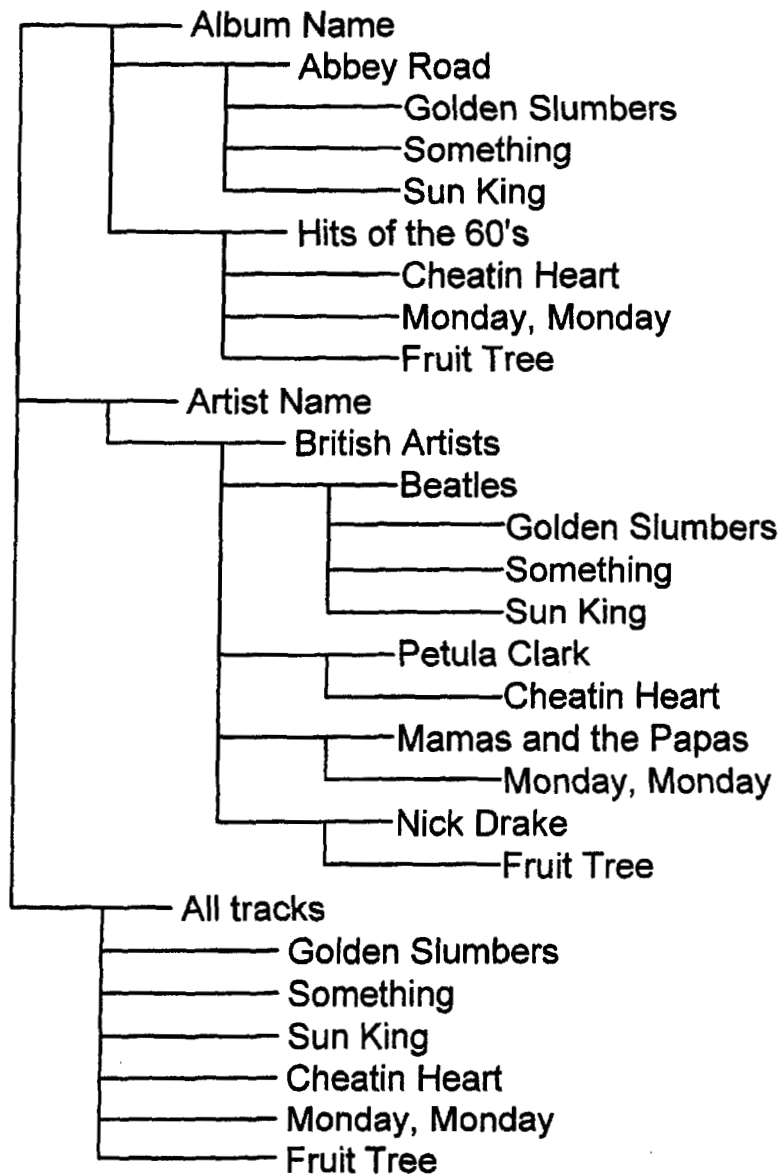 Album Name
Abbey Road
Golden Slumbers
Something
Sun King
Hits of the 60's
Cheatin Heart
Monday, Monday
Fruit Tree
Artist Name
British Artists
Beatles
Golden Slumbers
Something
Sun King
Petula Clark
Cheatin Heart
Mamas and the Papas
Monday, Monday
Nick Drake
Fruit Tree
All tracks
Golden Slumbers
Something
Sun King
Cheatin Heart
Monday, Monday
Fruit Tree